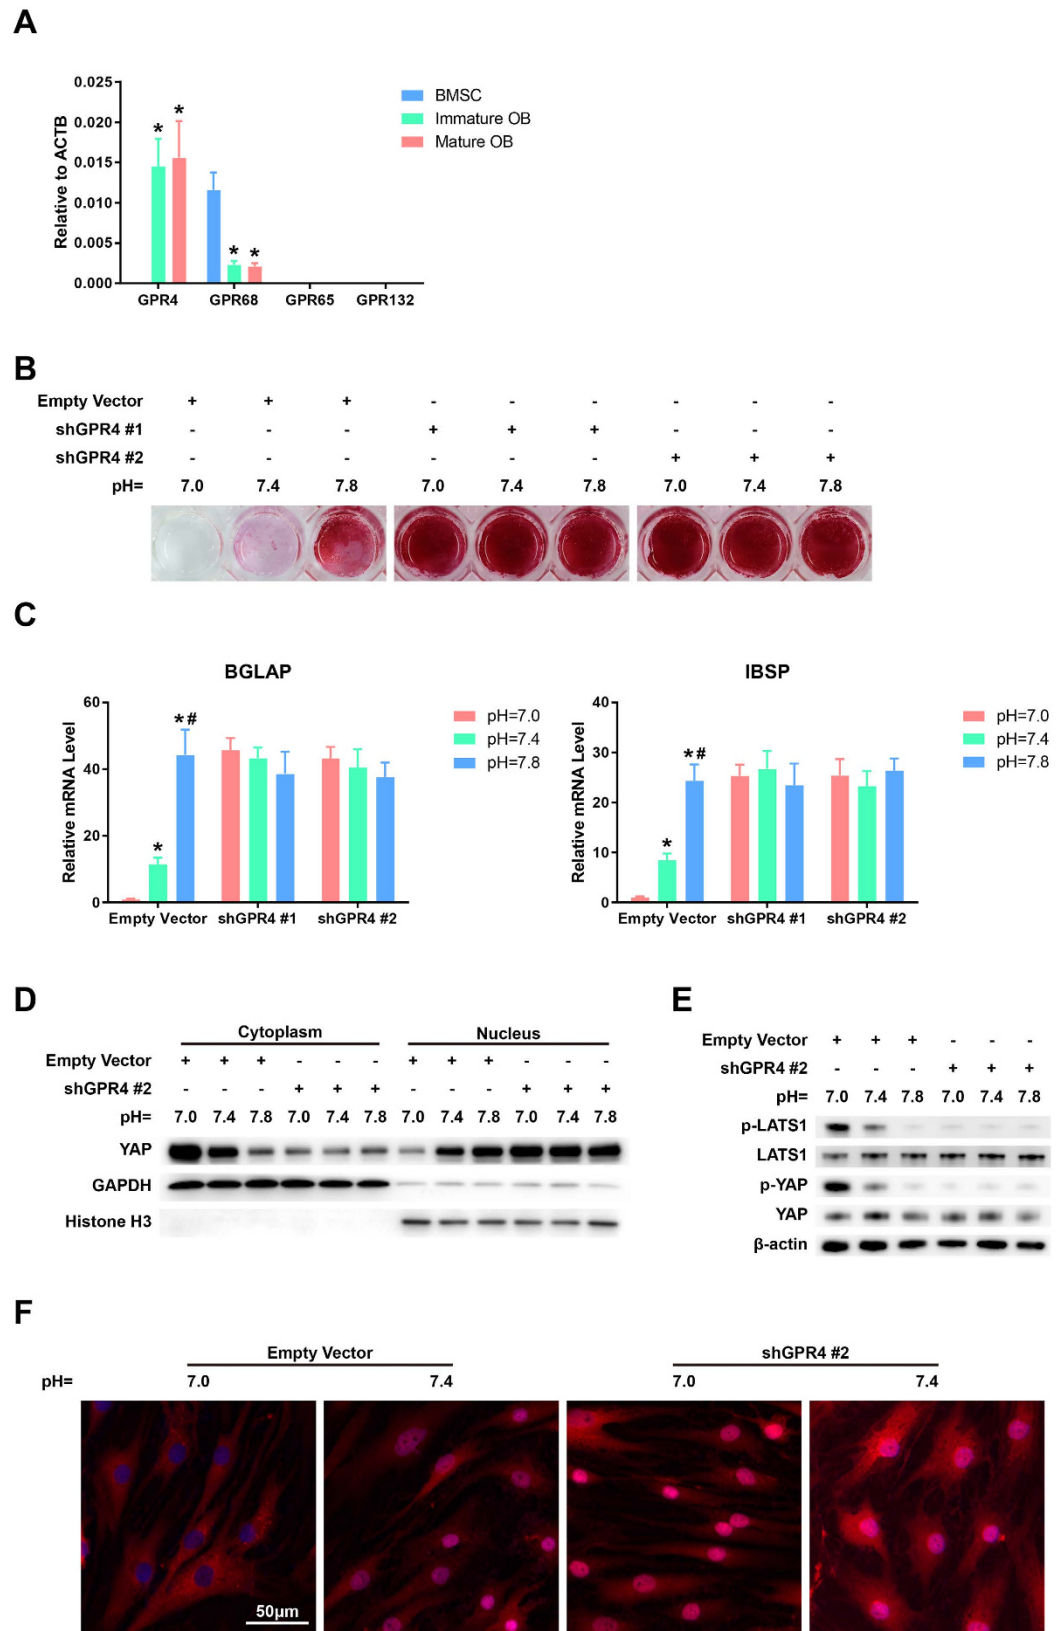 A
0.025
0.020
0.015
0.010
0.005
0.000
Relative to ACTB
* *
* *
BMSC
Immature OB
Mature OB
GPR4 GPR68 GPR65 GPR132
B
Empty Vector + + + - - - - - -
shGPR4 #1 - - - + + + - - -
shGPR4 #2 - - - - - - + + +
pH= 7.0 7.4 7.8 7.0 7.4 7.8 7.0 7.4 7.8
C
BGLAP
60
40
20
0
Relative mRNA Level
*
*#
pH=7.0
pH=7.4
pH=7.8
Empty Vector shGPR4 #1 shGPR4 #2
IBSP
40
30
20
10
0
Relative mRNA Level
*
*#
pH=7.0
pH=7.4
pH=7.8
Empty Vector shGPR4 #1 shGPR4 #2
D
Cytoplasm Nucleus
Empty Vector + + + - - - + + + - - -
shGPR4 #2 - - - + + + - - - + + +
pH= 7.0 7.4 7.8 7.0 7.4 7.8 7.0 7.4 7.8 7.0 7.4 7.8
YAP
GAPDH
Histone H3
E
Empty Vector + + + - - -
shGPR4 #2 - - - + + +
pH= 7.0 7.4 7.8 7.0 7.4 7.8
p-LATS1
LATS1
p-YAP
YAP
β-actin
F
Empty Vector shGPR4 #2
pH= 7.0 7.4 7.0 7.4
50μm